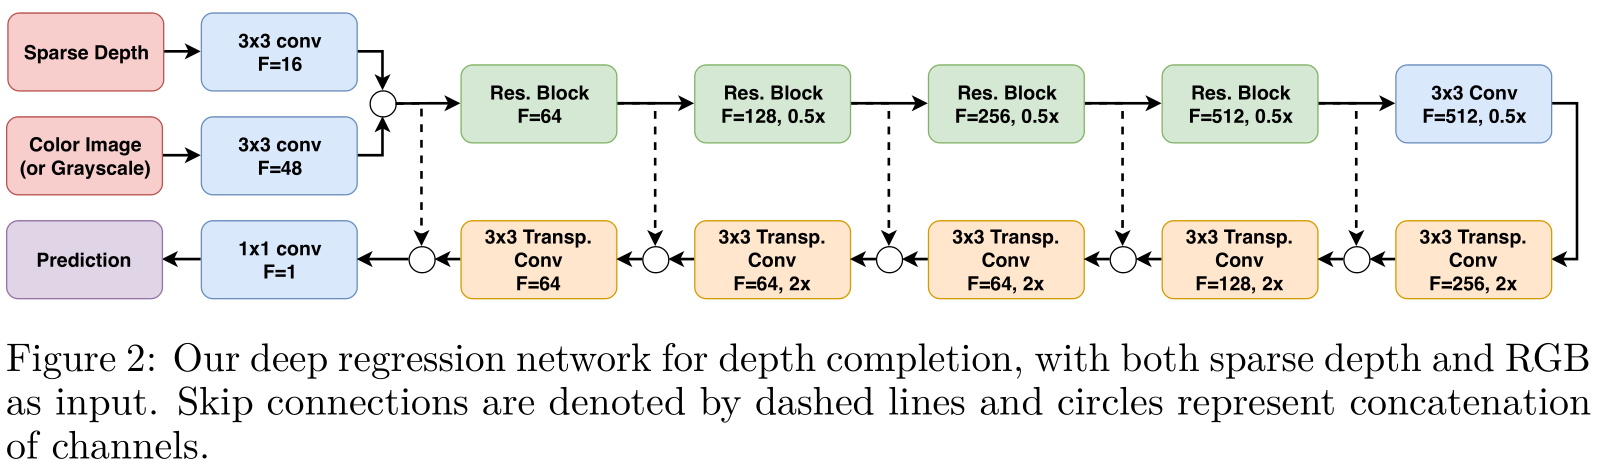 Sparse Depth
3x3 conv
F=16
Color Image
(or Grayscale)
3x3 conv
F=48
Res. Block
F=64
Res. Block
F=128, 0.5x
Res. Block
F=256, 0.5x
Res. Block
F=512, 0.5x
3x3 Conv
F=512, 0.5x
Prediction
1x1 conv
F=1
3x3 Transp.
Conv
F=64
3x3 Transp.
Conv
F=64, 2x
3x3 Transp.
Conv
F=64, 2x
3x3 Transp.
Conv
F=128, 2x
3x3 Transp.
Conv
F=256, 2x
Figure 2: Our deep regression network for depth completion, with both sparse depth and RGB
as input. Skip connections are denoted by dashed lines and circles represent concatenation
of channels.